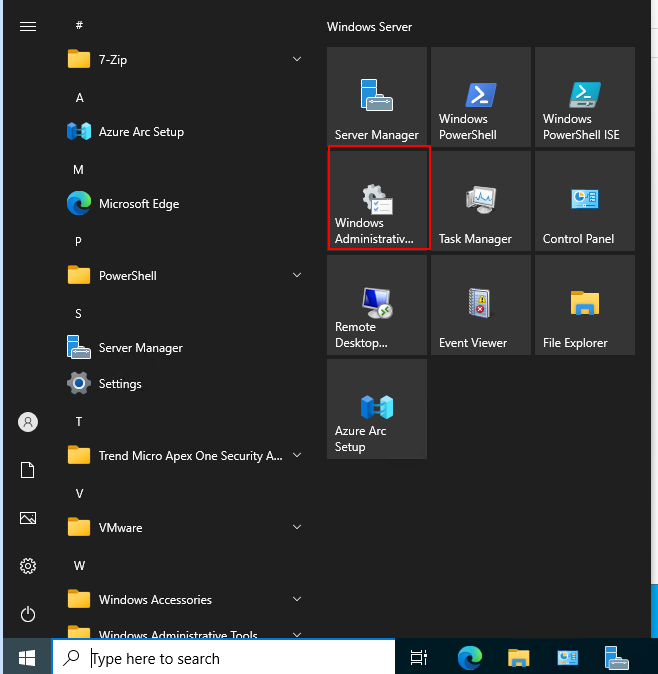 #
7-Zip
A
Azure Arc Setup
M
Microsoft Edge
P
PowerShell
S
Server Manager
Settings
T
Trend Micro Apex One Security A...
V
VMware
W
Windows Accessories
Windows Administrative Tools
Windows Server
Server Manager
Windows
PowerShell
Windows
PowerShell ISE
Windows
Administrativ...
Task Manager
Control Panel
Remote
Desktop...
Event Viewer
File Explorer
Azure Arc
Setup
Type here to search